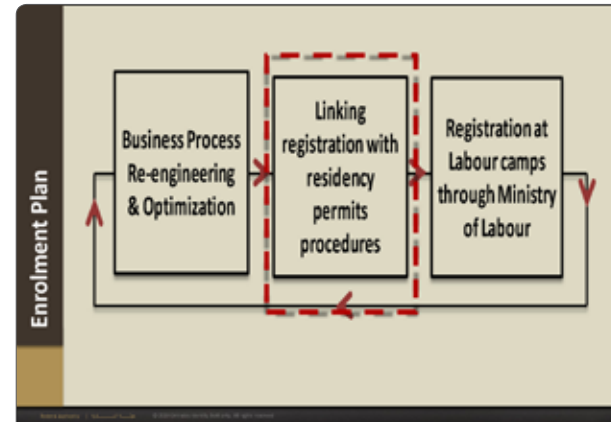 Enrolment Plan
Business Process
Re-engineering
& Optimization
Linking
registration with
residency
permits
procedures
Registration at
Labour camps
through Ministry
of Labour